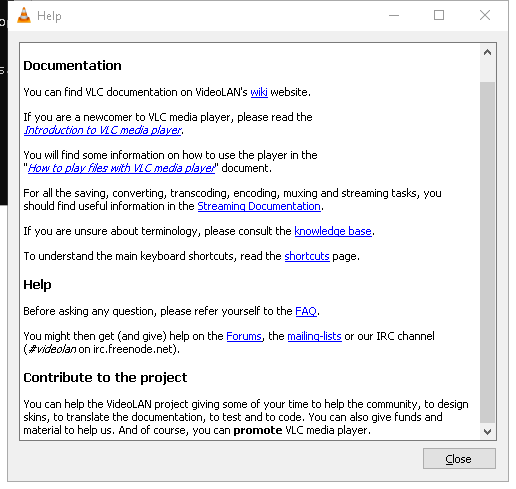 Help
Documentation
You can find VLC documentation on VideoLAN's wiki website.
If you are a newcomer to VLC media player, please read the
Introduction to VLC media player.
You will find some information on how to use the player in the
"How to play files with VLC media player" document.
For all the saving, converting, transcoding, encoding, muxing and streaming tasks, you
should find useful information in the Streaming Documentation.
If you are unsure about terminology, please consult the knowledge base.
To understand the main keyboard shortcuts, read the shortcuts page.
Help
Before asking any question, please refer yourself to the FAQ.
You might then get (and give) help on the Forums, the mailing-lists or our IRC channel
(#videolan on irc.freenode.net).
Contribute to the project
You can help the VideoLAN project giving some of your time to help the community, to design
skins, to translate the documentation, to test and to code. You can also give funds and
material to help us. And of course, you can promote VLC media player.
Close